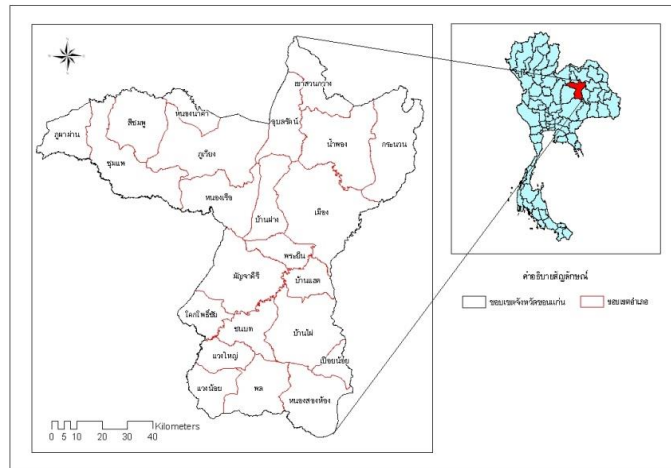 เขาสวนกวาง
หนองนาคำ
อุบลรัตน์
ภูผาม่าน
สีชมพู
น้ำพอง
กระนวน
ภูเวียง
ชุมแพ
หนองเรือ
บ้านฝาง
เมือง
พระยืน
มัญจาคีรี
บ้านแฮด
โคกโพธิ์ชัย
ชนบท
บ้านไผ่
เปือยน้อย
แวงใหญ่
แวงน้อย
พล
หนองสองห้อง
Kilometers
0 5 10 20 30 40
คำอธิบายสัญลักษณ์
ขอบเขตจังหวัดขอนแก่น
ขอบเขตอำเภอ